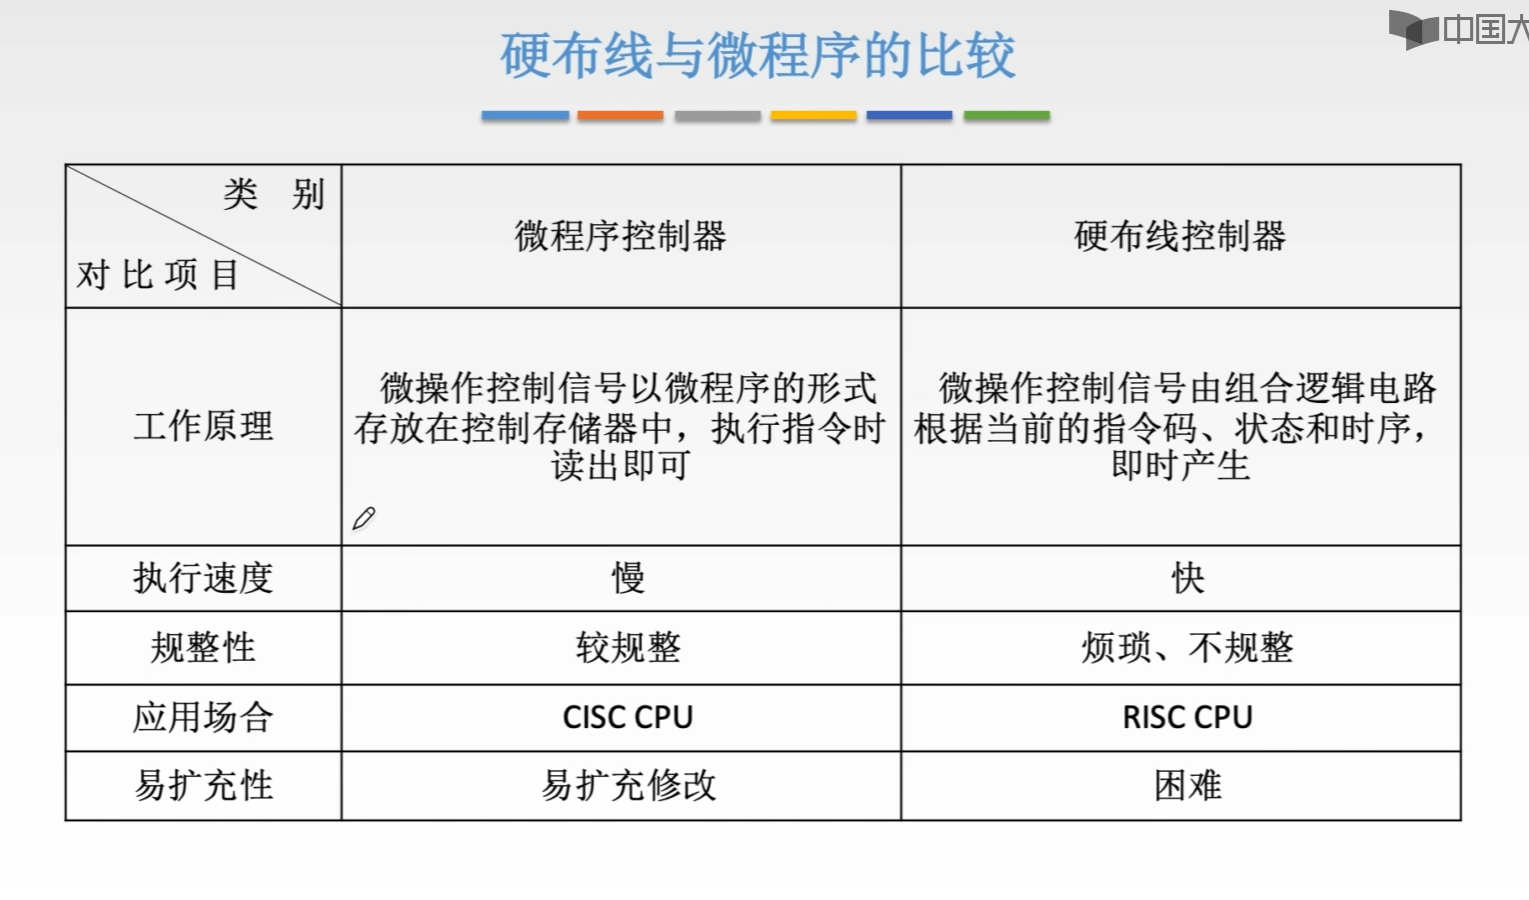 中国大
硬布线与微程序的比较
类 别
对比项目
微程序控制器
硬布线控制器
工作原理
微操作控制信号以微程序的形式
存放在控制存储器中，执行指令时
读出即可
微操作控制信号由组合逻辑电路
根据当前的指令码、状态和时序，
即时产生
执行速度
慢
快
规整性
较规整
烦琐、不规整
应用场合
CISC CPU
RISC CPU
易扩充性
易扩充修改
困难